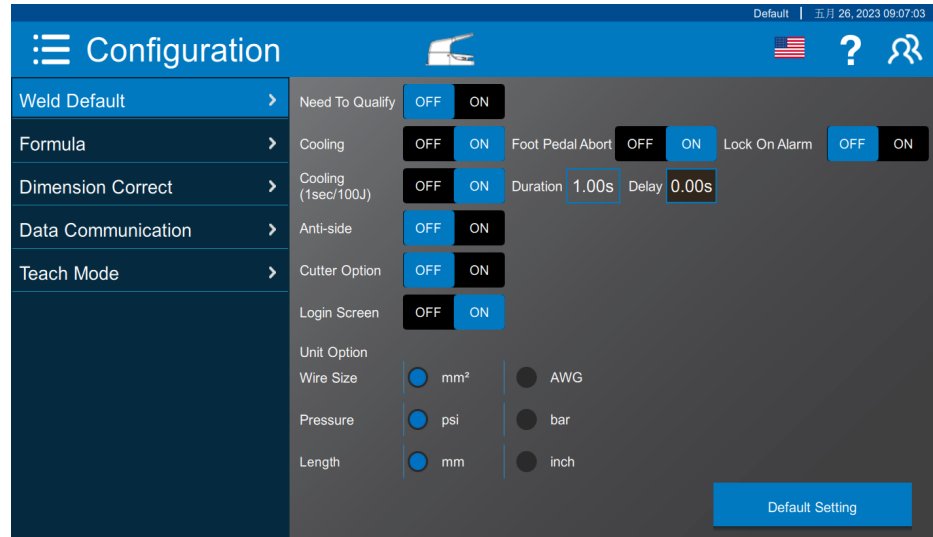 Default 五月 26, 2023 09:07:03
Configuration ?
Weld Default
Formula
Dimension Correct
Data Communication
Teach Mode
Need To Qualify OFF ON
Cooling OFF ON Foot Pedal Abort OFF ON Lock On Alarm OFF ON
Cooling
(1sec/100J) OFF ON Duration 1.00s Delay 0.00s
Anti-side OFF ON
Cutter Option OFF ON
Login Screen OFF ON
Unit Option
Wire Size mm² AWG
Pressure psi bar
Length mm inch
Default Setting